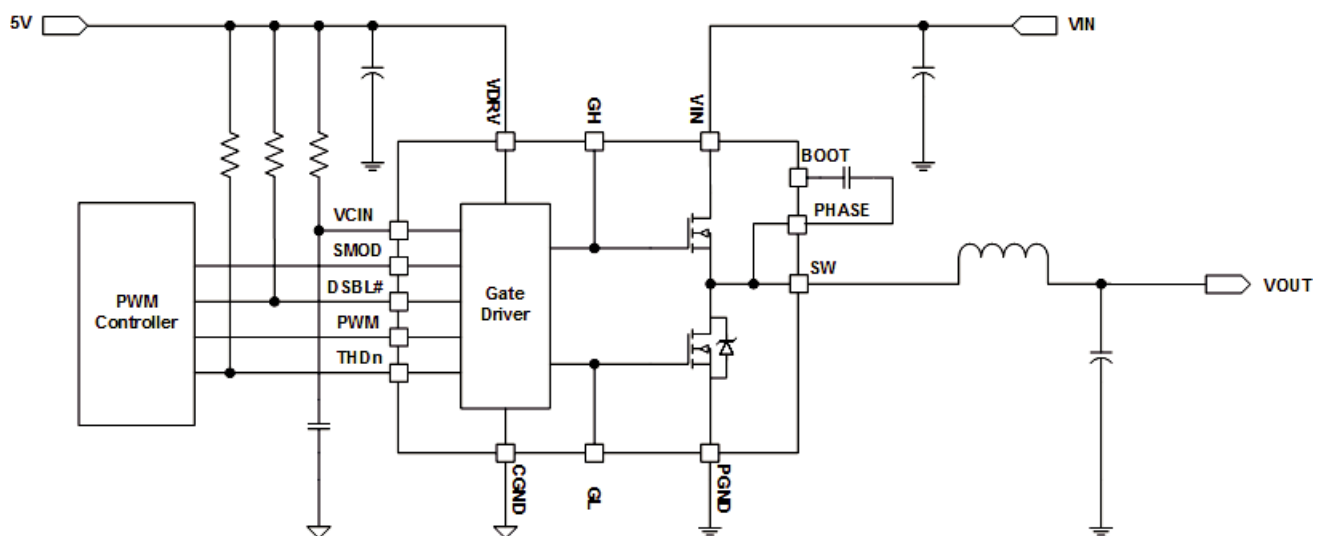 5V
VIN
VDRV
GH
VIN
BOOT
PHASE
VCIN
SMOD
DSBL#
PWM
THDn
SW
PWM
Controller
Gate
Driver
VOUT
CGND
GL
PGND